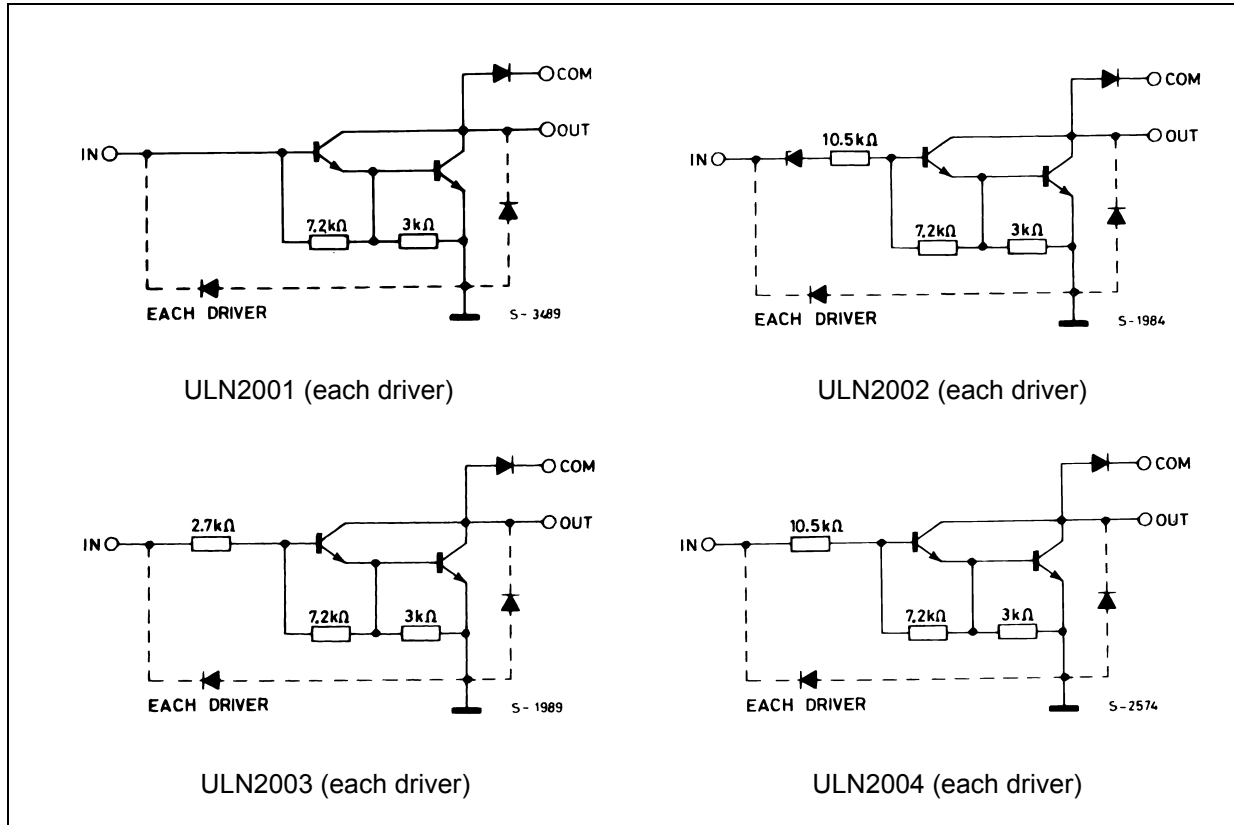 COM
OUT
IN
7.2kΩ 3kΩ
EACH DRIVER
S- 3489
ULN2001 (each driver)
COM
OUT
10.5kΩ
IN
7.2kΩ 3kΩ
EACH DRIVER
S-1984
ULN2002 (each driver)
COM
OUT
2.7kΩ
IN
7.2kΩ 3kΩ
EACH DRIVER
S- 1989
ULN2003 (each driver)
COM
OUT
10.5kΩ
IN
7.2kΩ 3kΩ
EACH DRIVER
S-2574
ULN2004 (each driver)